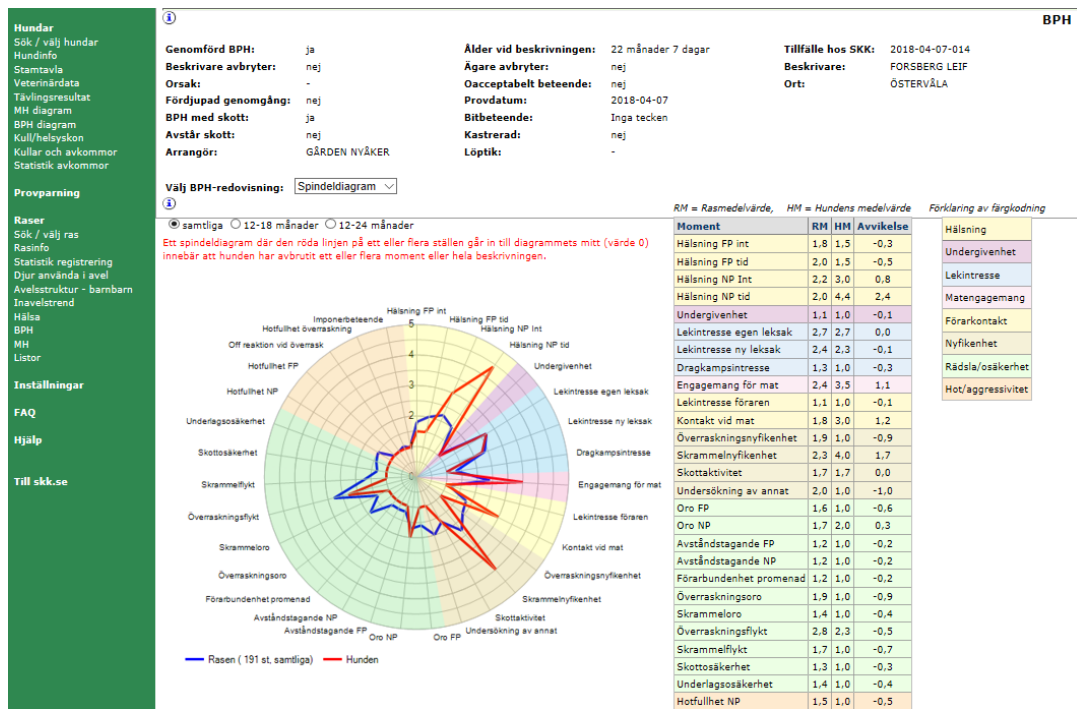 BPH
Hundar
Sök / välj hundar
Hundinfo
Stamtavla
Veterinärdata
Tävlingsresultat
MH diagram
BPH diagram
Kull/helsyskon
Kullar och avkommor
Statistik avkommor
Provparning
Raser
Sök / välj ras
Rasinfo
Statistik registrering
Djur använda i avel
Avelsstruktur - barnbarn
Inavelstrend
Hälsa
BPH
MH
Listor
Inställningar
FAQ
Hjälp
Till skk.se
Genomförd BPH: ja Ålder vid beskrivningen: 22 månader 7 dagar Tillfälle hos SKK: 2018-04-07-014
Beskrivare avbryter: nej Ägare avbryter: nej Beskrivare: FORSBERG LEIF
Orsak: - Oacceptabelt beteende: nej Ort: ÖSTERVÅLA
Fördjupad genomgång: nej Provdatum: 2018-04-07
BPH med skott: ja Bitbeteende: Inga tecken
Avstår skott: nej Kastrerad: nej
Arrangör: GÅRDEN NYÅKER Löptik: -
Välj BPH-redovisning: Spindeldiagram
samtliga 12-18 månader 12-24 månader
Ett spindeldiagram där den röda linjen på ett eller flera ställen går in till diagrammets mitt (värde 0)
innebär att hunden har avbrutit ett eller flera moment eller hela beskrivningen.
Hälsning FP int
Hälsning FP tid
Hälsning NP Int
Hälsning NP tid
Undergivenhet
Lekintresse egen leksak
Lekintresse ny leksak
Dragkampsintresse
Engagemang för mat
Lekintresse föraren
Kontakt vid mat
Överraskningsnyfikenhet
Skrammelnyfikenhet
Skottaktivitet
Undersökning av annat
Oro FP
Oro NP
Avståndstagande FP
Avståndstagande NP
Förarbundenhet promenad
Överraskningsoro
Skrammeloro
Överraskningsflykt
Skrammelflykt
Skottosäkerhet
Underlagsosäkerhet
Hotfullhet NP
Hotfullhet FP
Off reaktion vid överrask
Hotfullhet överraskning
Imponerbeteende
5
4
3
2
1
0
Rasen ( 191 st, samtliga) Hunden
RM = Rasmedelvärde, HM = Hundens medelvärde
Moment RM HM Avvikelse
Hälsning FP int 1,8 1,5 -0,3
Hälsning FP tid 2,0 1,5 -0,5
Hälsning NP Int 2,2 3,0 0,8
Hälsning NP tid 2,0 4,4 2,4
Undergivenhet 1,1 1,0 -0,1
Lekintresse egen leksak 2,7 2,7 0,0
Lekintresse ny leksak 2,4 2,3 -0,1
Dragkampsintresse 1,3 1,0 -0,3
Engagemang för mat 2,4 3,5 1,1
Lekintresse föraren 1,1 1,0 -0,1
Kontakt vid mat 1,8 3,0 1,2
Överraskningsnyfikenhet 1,9 1,0 -0,9
Skrammelnyfikenhet 2,3 4,0 1,7
Skottaktivitet 1,7 1,7 0,0
Undersökning av annat 2,0 1,0 -1,0
Oro FP 1,6 1,0 -0,6
Oro NP 1,7 2,0 0,3
Avståndstagande FP 1,2 1,0 -0,2
Avståndstagande NP 1,2 1,0 -0,2
Förarbundenhet promenad 1,2 1,0 -0,2
Överraskningsoro 1,9 1,0 -0,9
Skrammeloro 1,4 1,0 -0,4
Överraskningsflykt 2,8 2,3 -0,5
Skrammelflykt 1,7 1,0 -0,7
Skottosäkerhet 1,3 1,0 -0,3
Underlagsosäkerhet 1,4 1,0 -0,4
Hotfullhet NP 1,5 1,0 -0,5
Förklaring av färgkodning
Hälsning
Undergivenhet
Lekintresse
Matengagemang
Förarkontakt
Nyfikenhet
Rädsla/osäkerhet
Hot/aggressivitet